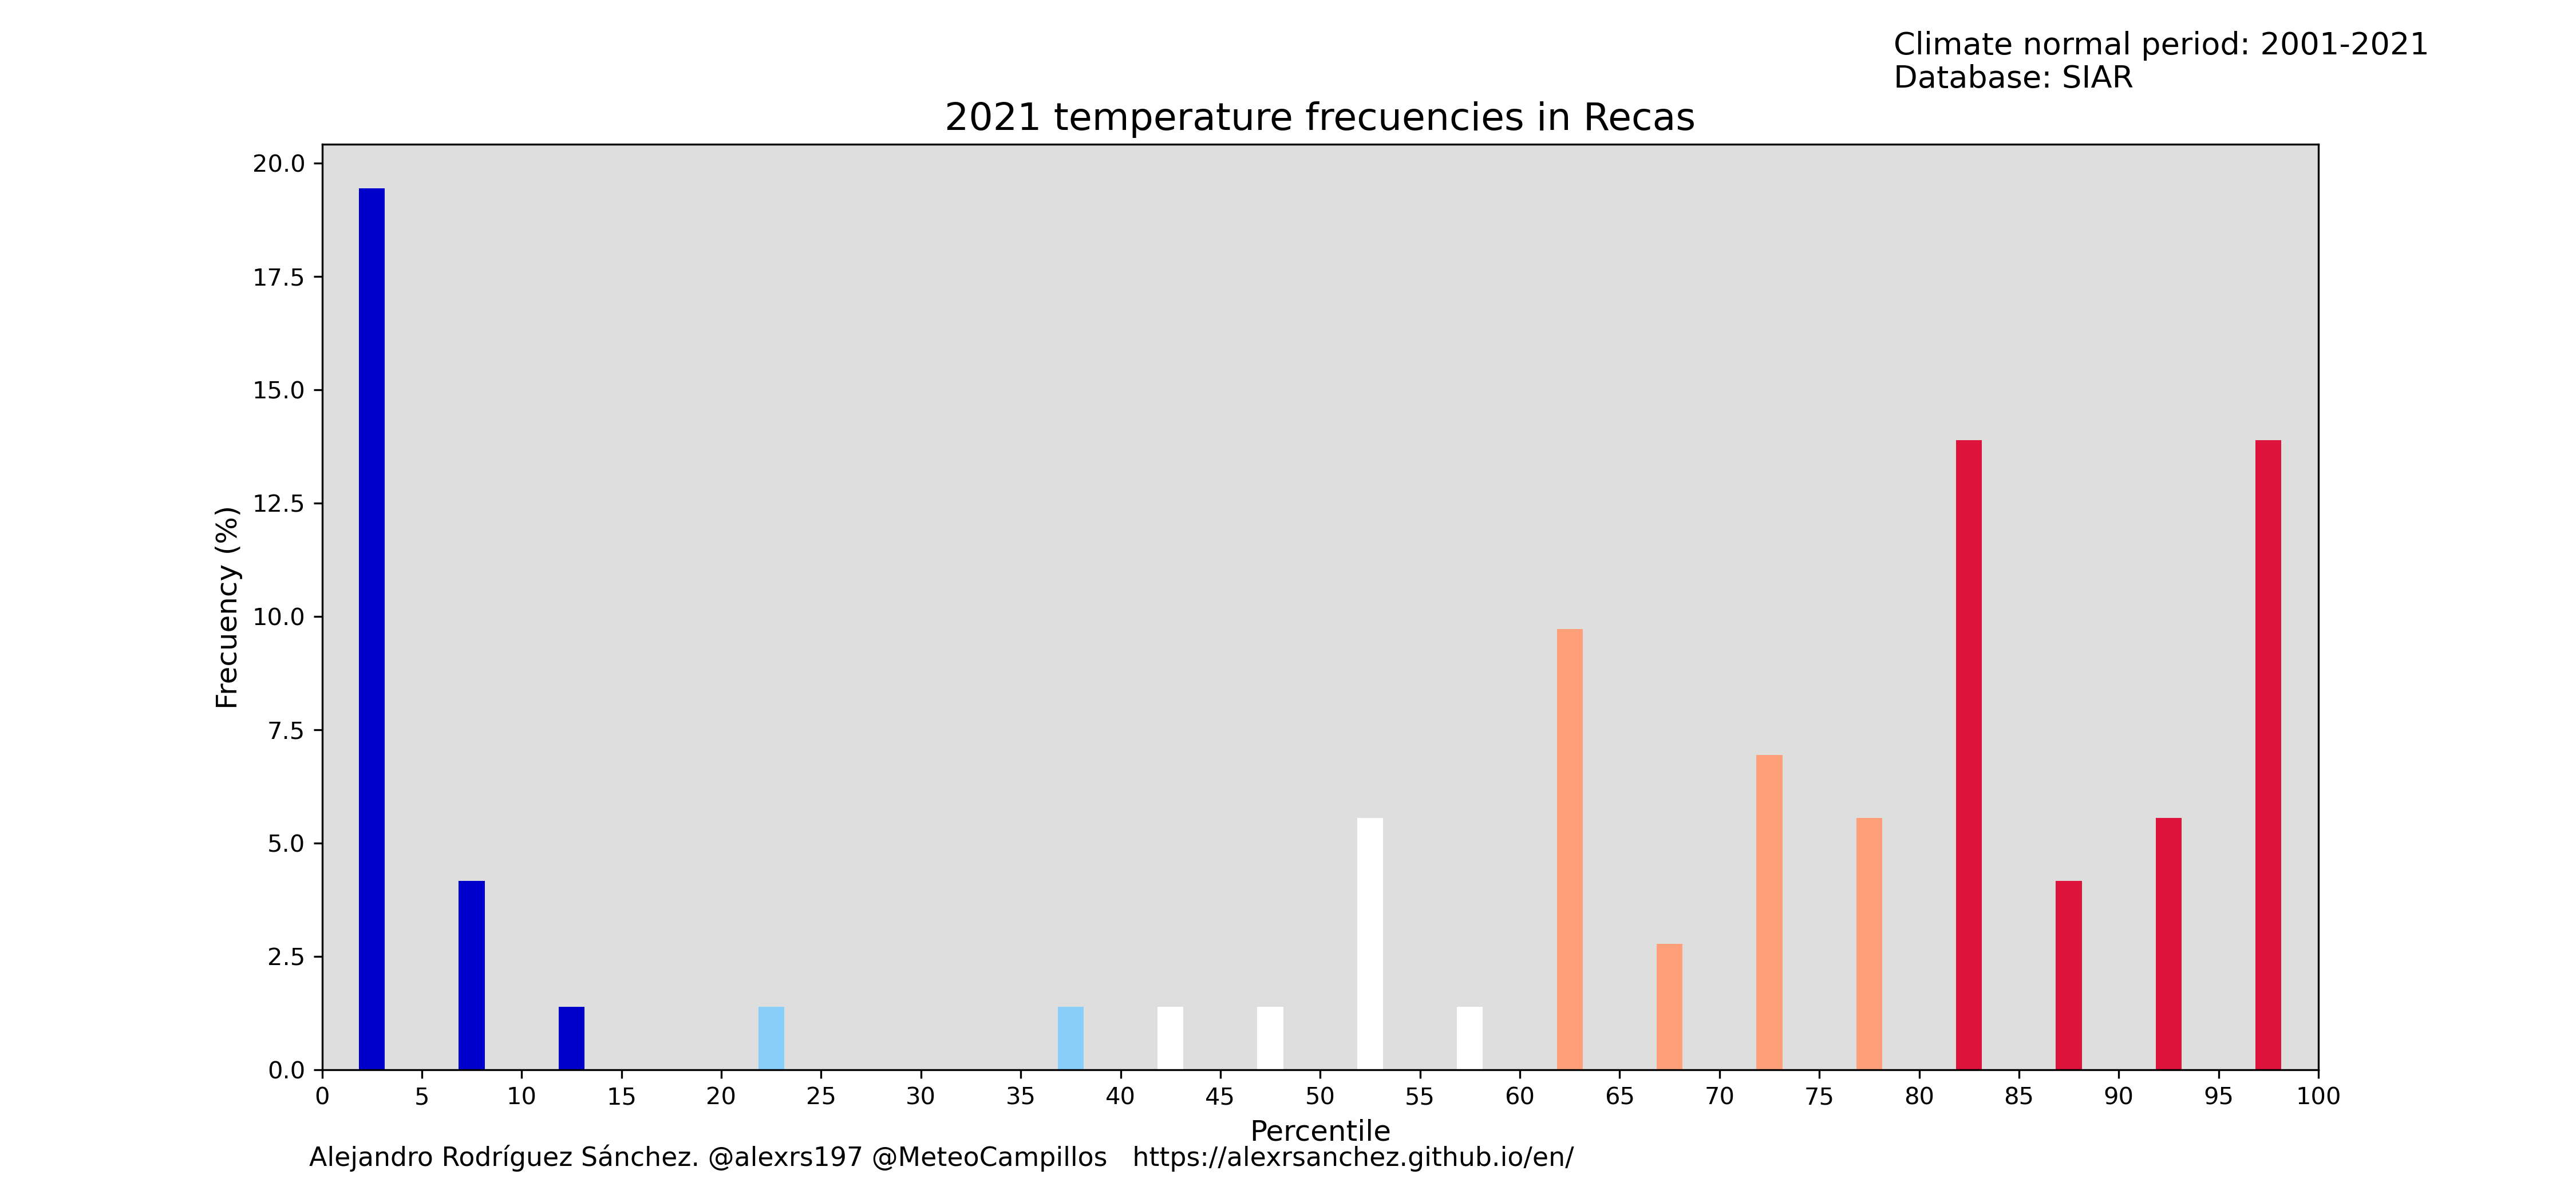 Climate normal period: 2001-2021
Database: SIAR
2021 temperature frecuencies in Recas
20.0
17.5
15.0
12.5
10.0
7.5
5.0
2.5
0.0
Frecuency (%)
0 5 10 15 20 25 30 35 40 45 50 55 60 65 70 75 80 85 90 95 100
Percentile
Alejandro Rodríguez Sánchez. @alexrs197 @MeteoCampillos https://alexrsanchez.github.io/en/